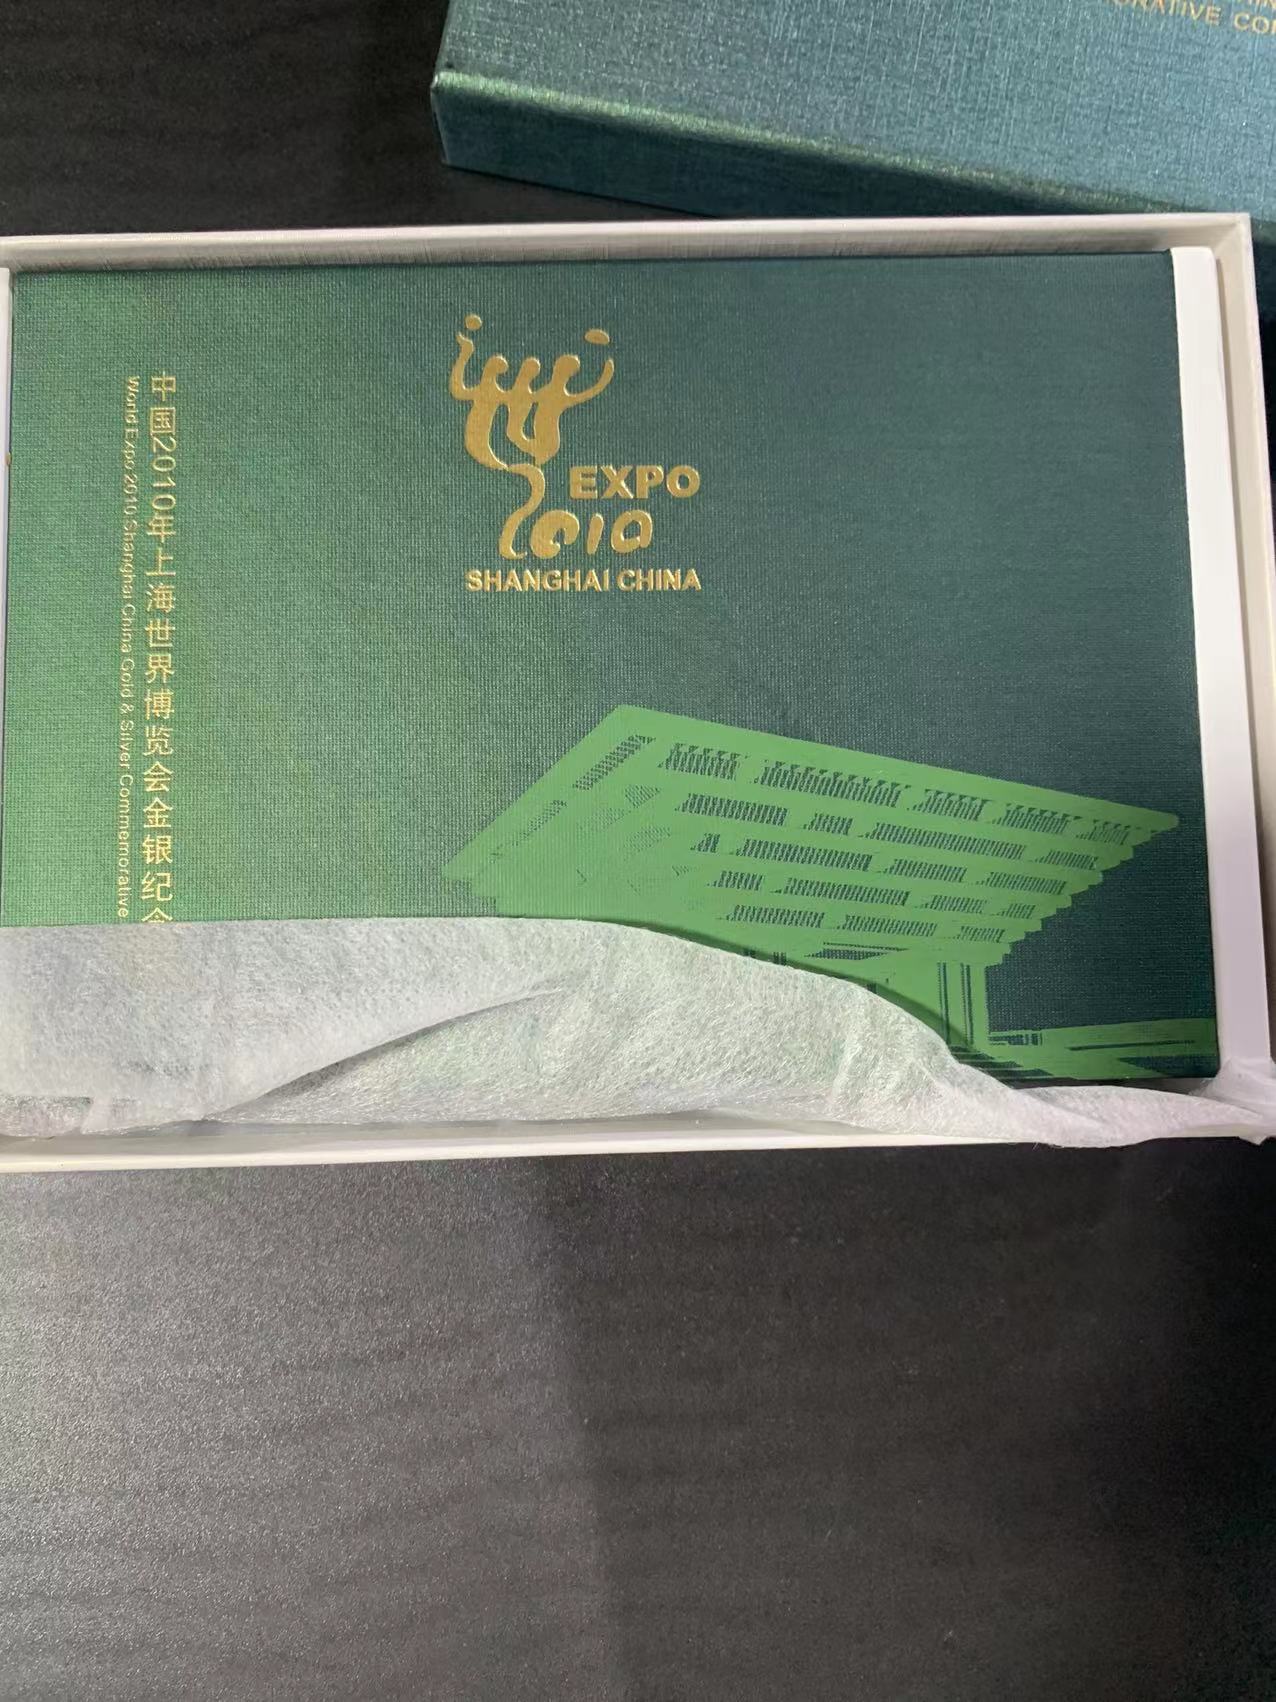 ORATIVE
EXPO
2010
SHANGHAI CHINA
中国2010年上海世界博览会金银纪念
World Expo 2010 Shanghai China Gold & Silver Commemorative